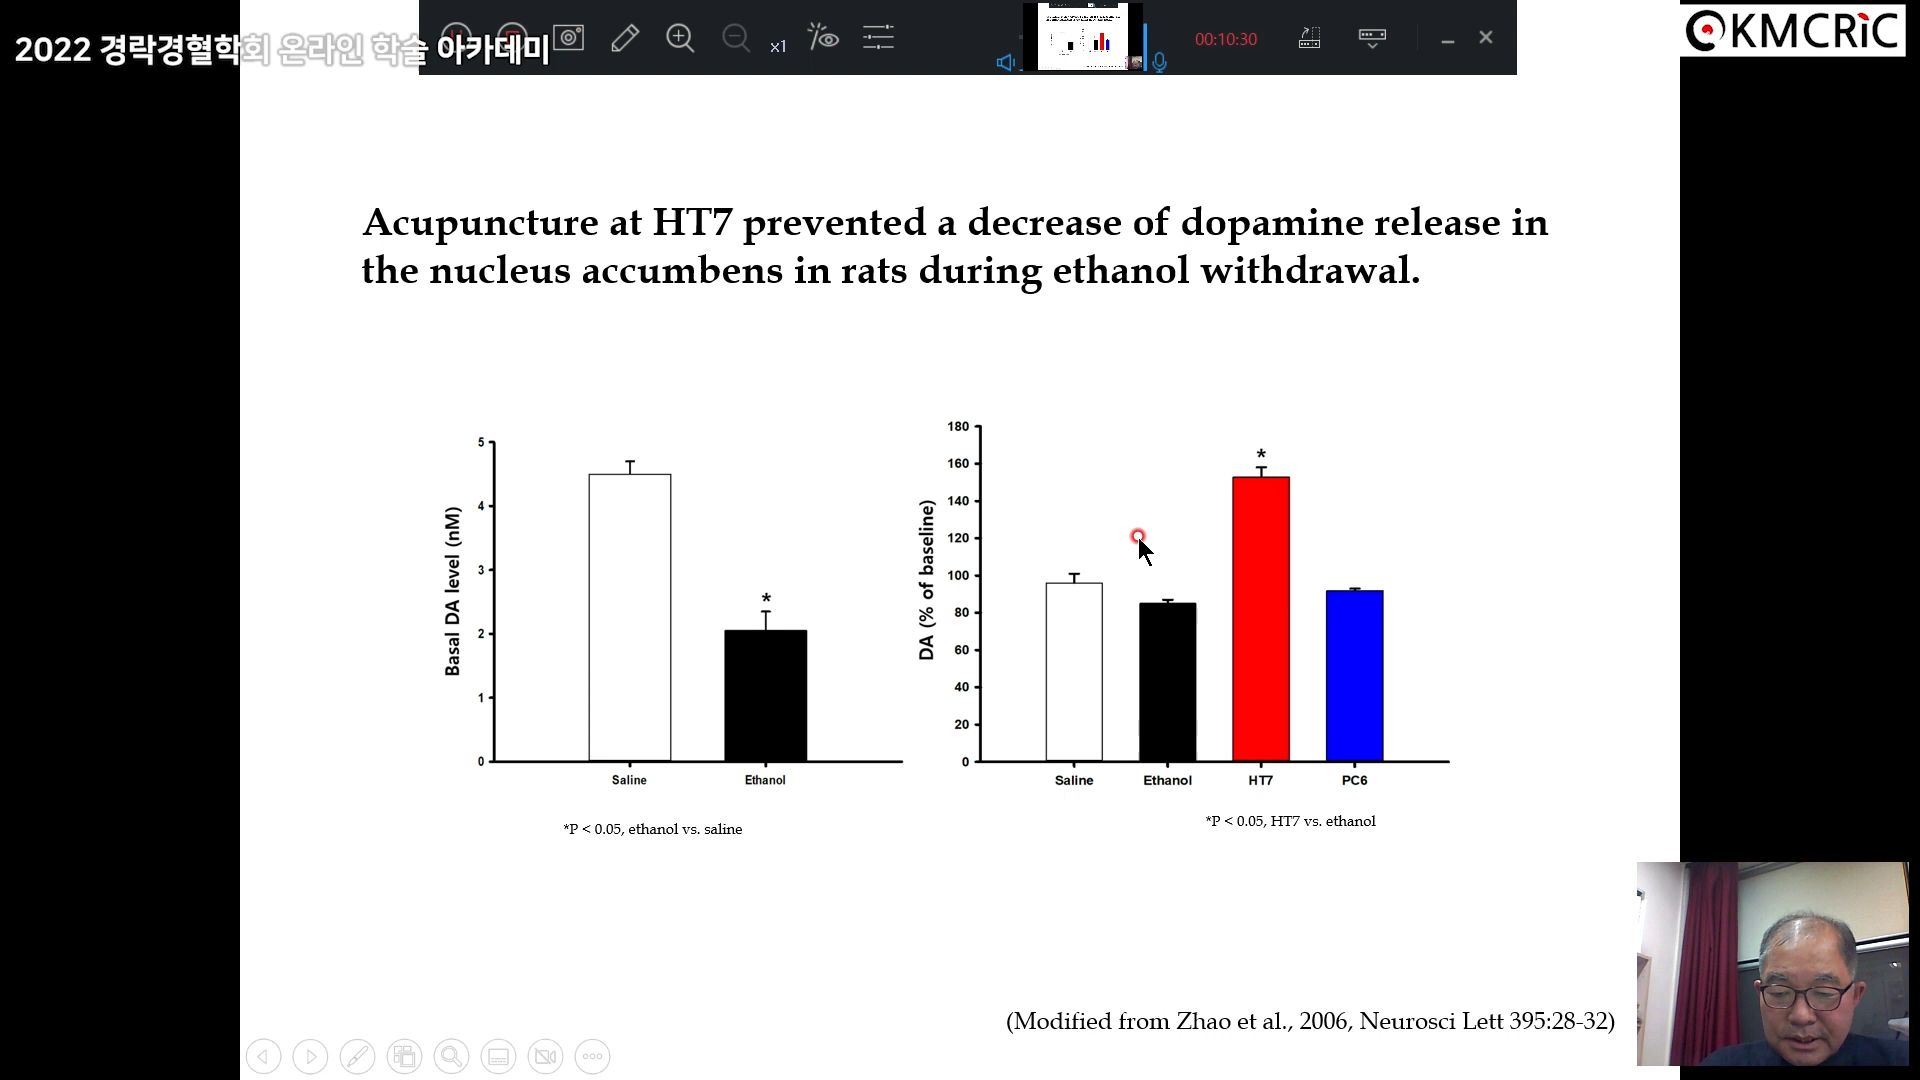 2022 경락경혈학회 온라인 학술 아카데미
x1
00:10:30
KMCRiC
Acupuncture at HT7 prevented a decrease of dopamine release in
the nucleus accumbens in rats during ethanol withdrawal.
Basal DA level (nM)
5
4
3
2
1
0
*
Saline
Ethanol
*P < 0.05, ethanol vs. saline
DA (% of baseline)
180
160
140
120
100
80
60
40
20
0
*
Saline
Ethanol
HT7
PC6
*P < 0.05, HT7 vs. ethanol
(Modified from Zhao et al., 2006, Neurosci Lett 395:28-32)